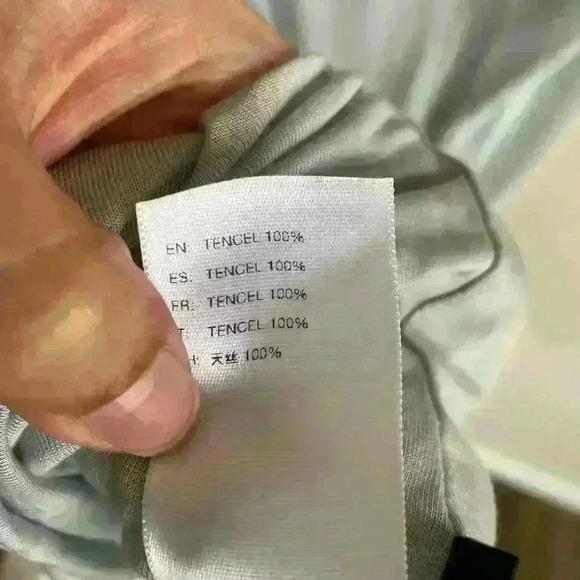 EN: TENCEL 100%
ES. TENCEL 100%
FR. TENCEL 100%
TENCEL 100%
天丝 100%